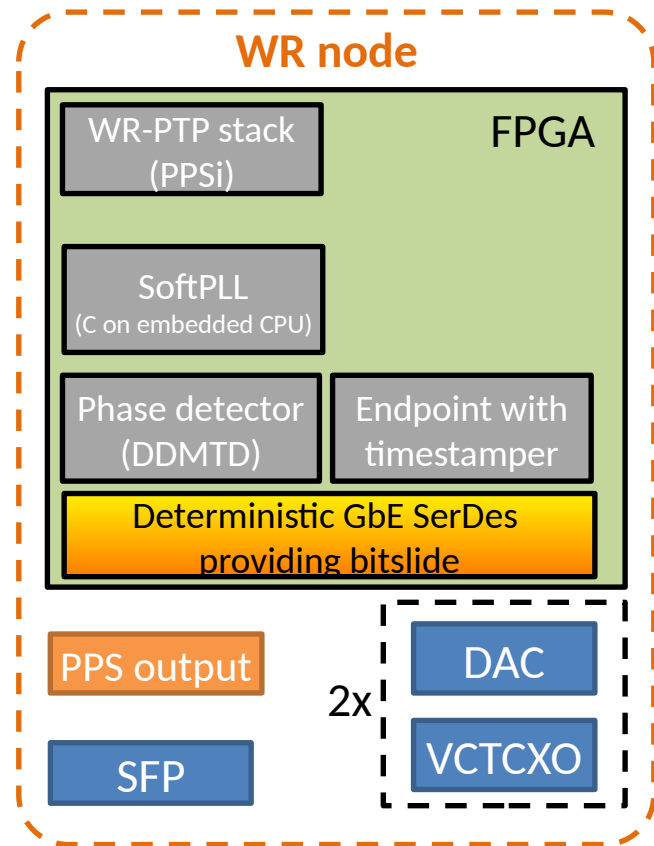 WR node
FPGA
WR-PTP stack
(PPSi)
SoftPLL
(C on embedded CPU)
Phase detector
(DDMTD)
Endpoint with
timestamper
Deterministic GbE SerDes
providing bitslide
PPS output
SFP
2x
DAC
VCTCXO